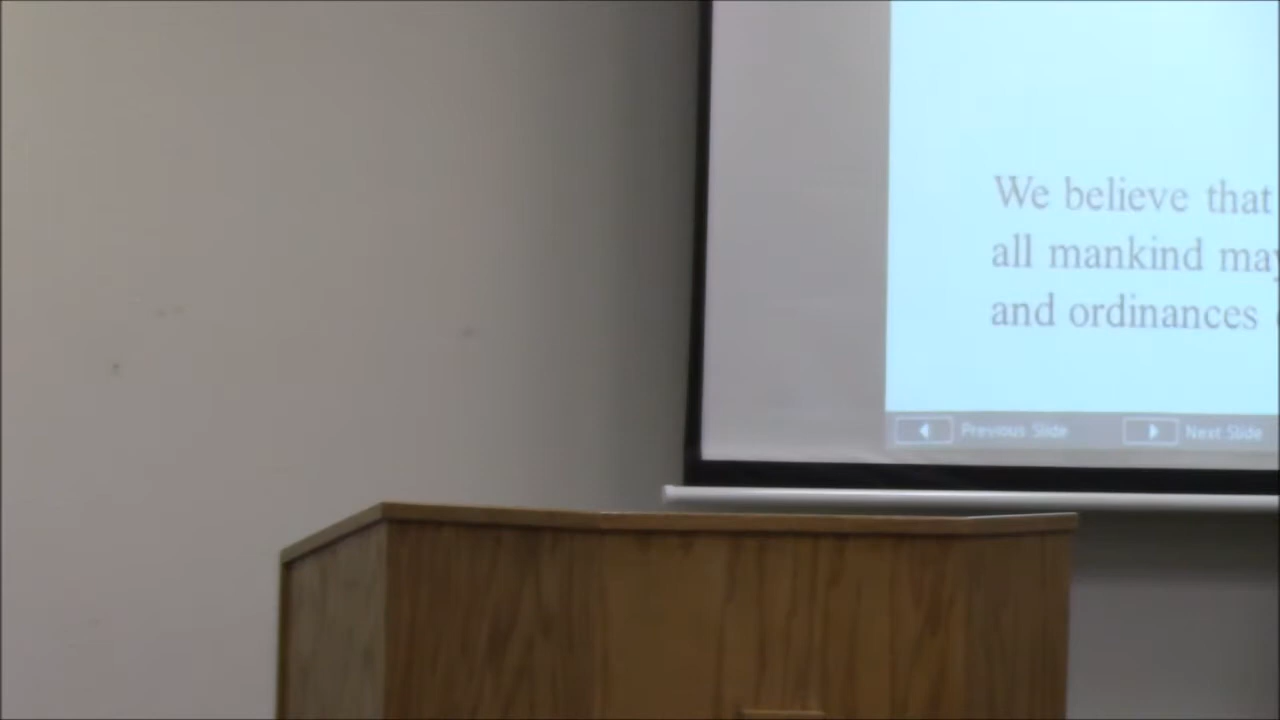 We believe that
all mankind may
and ordinances
Previous Slide Next Slide